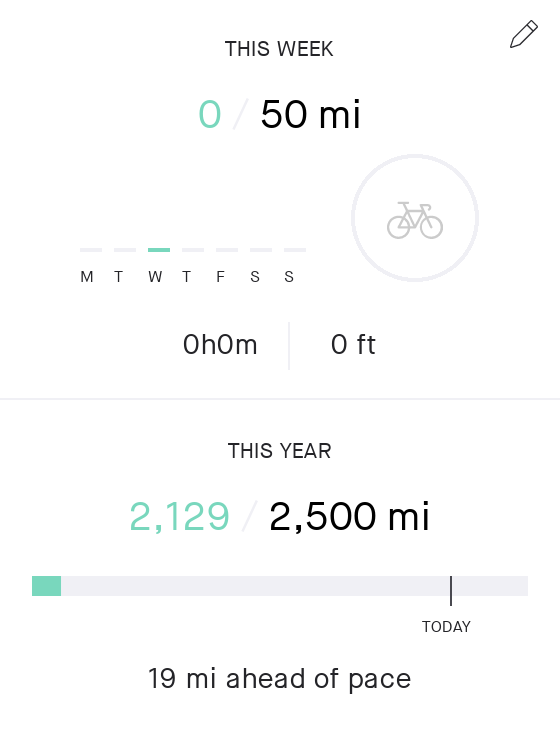 THIS WEEK
0 / 50 mi
M T W T F S S
0h0m 0 ft
THIS YEAR
2,129 / 2,500 mi
TODAY
19 mi ahead of pace